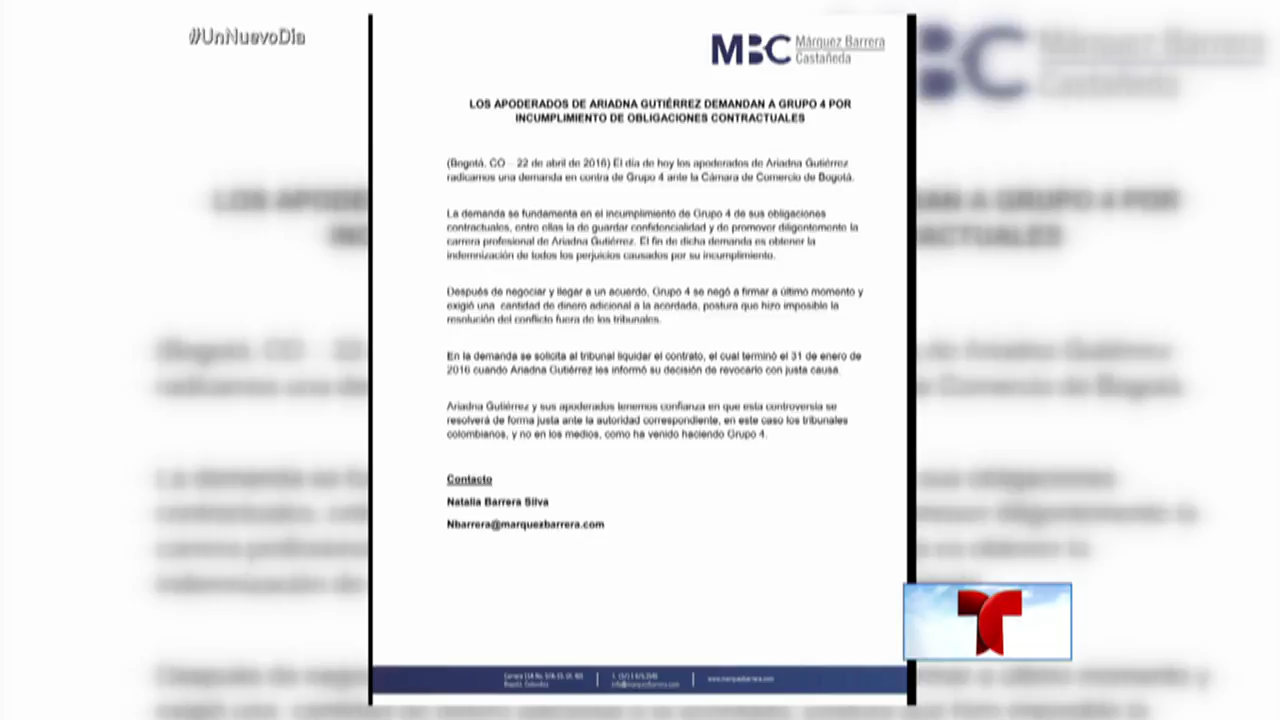 #UnNuevoDia
MBC Márquez Barrera
Castañeda
LOS APODERADOS DE ARIADNA GUTIÉRREZ DEMANDAN A GRUPO 4 POR
INCUMPLIMIENTO DE OBLIGACIONES CONTRACTUALES
(Bogotá, CO – 22 de abril de 2016) El día de hoy los apoderados de Ariadna Gutiérrez
radicamos una demanda en contra de Grupo 4 ante la Cámara de Comercio de Bogotá.
La demanda se fundamenta en el incumplimiento de Grupo 4 de sus obligaciones
contractuales, entre ellas la de guardar confidencialidad y de promover diligentemente la
carrera profesional de Ariadna Gutiérrez. El fin de dicha demanda es obtener la
indemnización de todos los perjuicios causados por su incumplimiento.
Después de negociar y llegar a un acuerdo, Grupo 4 se negó a firmar a último momento y
exigió una cantidad de dinero adicional a la acordada, postura que hizo imposible la
resolución del conflicto fuera de los tribunales.
En la demanda se solicita al tribunal liquidar el contrato, el cual terminó el 31 de enero de
2016 cuando Ariadna Gutiérrez les informó su decisión de revocarlo con justa causa.
Ariadna Gutiérrez y sus apoderados tenemos confianza en que esta controversia se
resolverá de forma justa ante la autoridad correspondiente, en este caso los tribunales
colombianos, y no en los medios, como ha venido haciendo Grupo 4.
Contacto
Natalia Barrera Silva
Nbarrera@marquezbarrera.com
Bogotá, Colombia
info@marquezbarrera.com
www.marquezbarrera.com